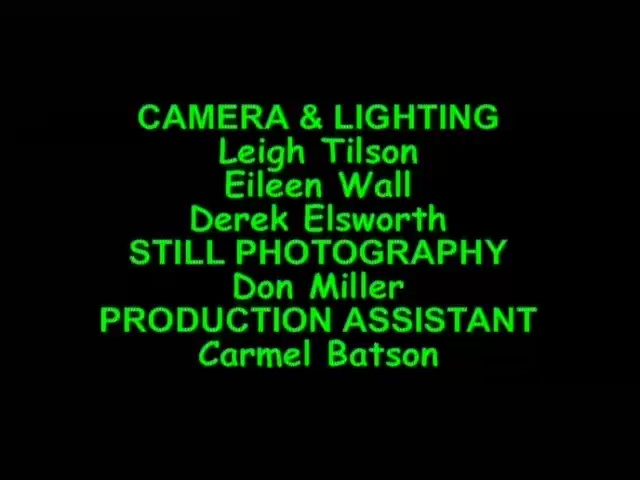 CAMERA & LIGHTING
Leigh Tilson
Eileen Wall
Derek Elsworth
STILL PHOTOGRAPHY
Don Miller
PRODUCTION ASSISTANT
Carmel Batson